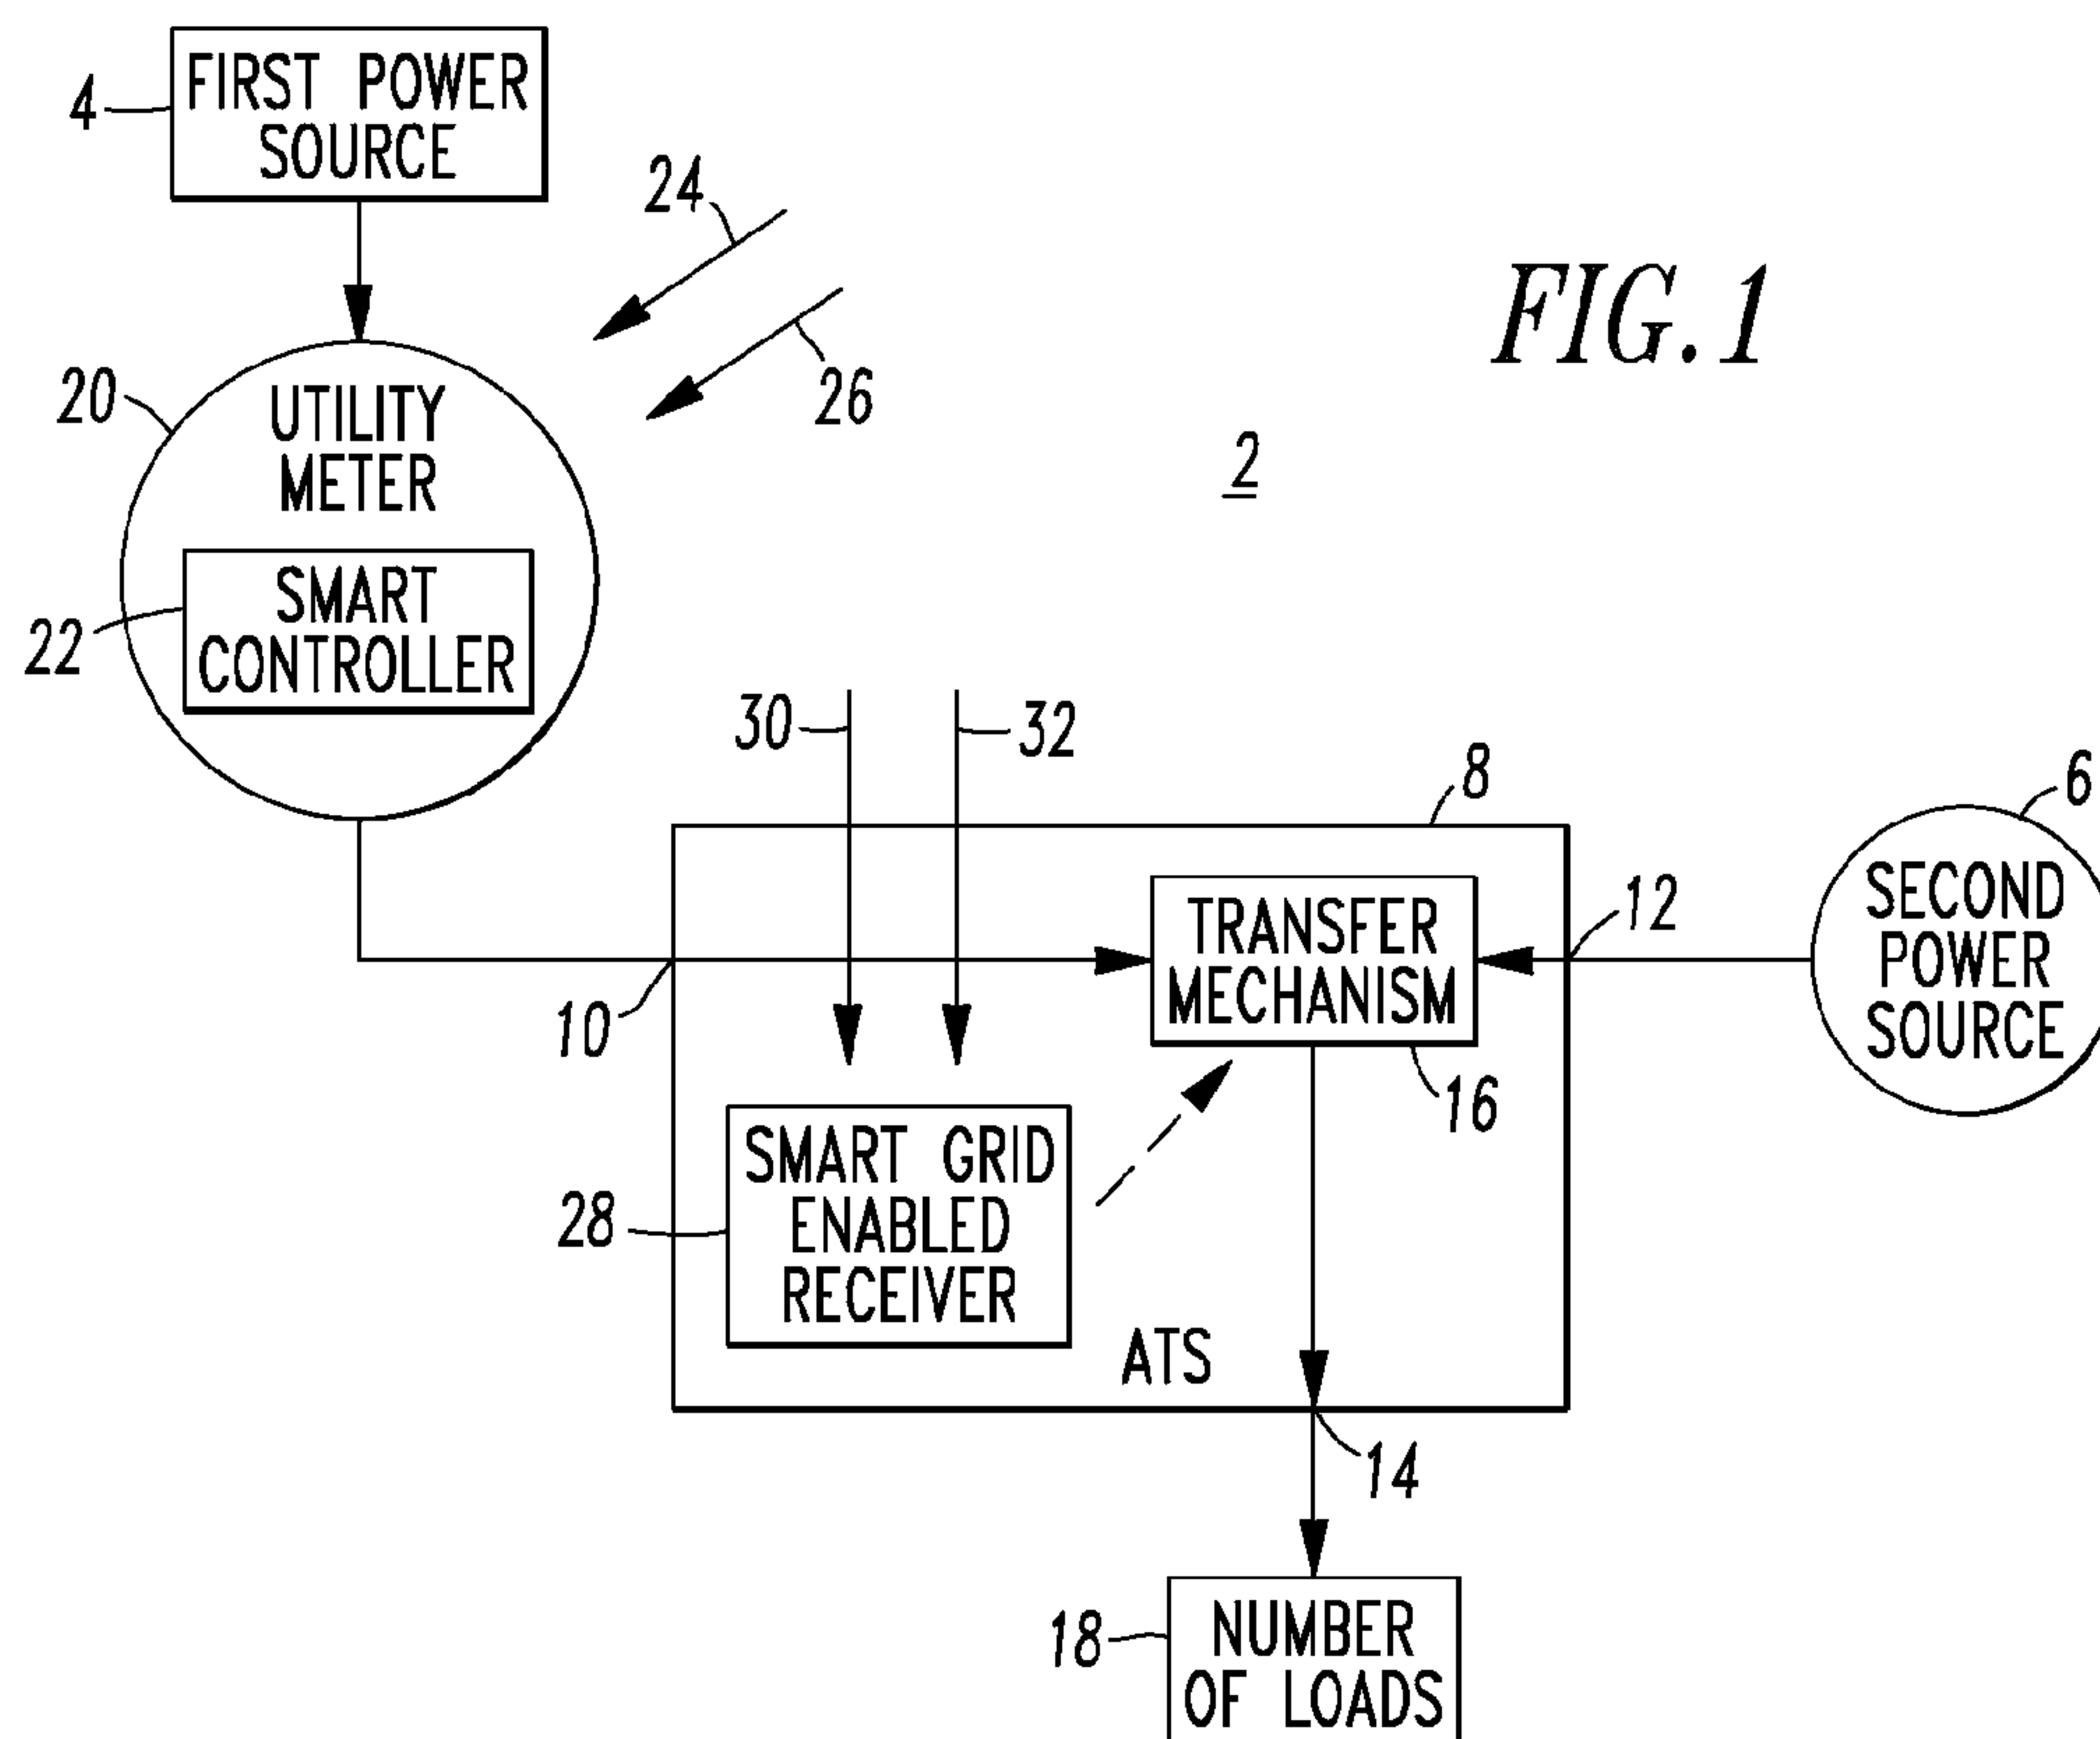 FIRST POWER
SOURCE
4
24
26
FIG. 1
20
UTILITY
METER
2
SMART
CONTROLLER
22
30
32
8
6
SECOND
POWER
SOURCE
12
TRANSFER
MECHANISM
10
16
SMART GRID
ENABLED
RECEIVER
28
ATS
14
18
NUMBER
OF LOADS